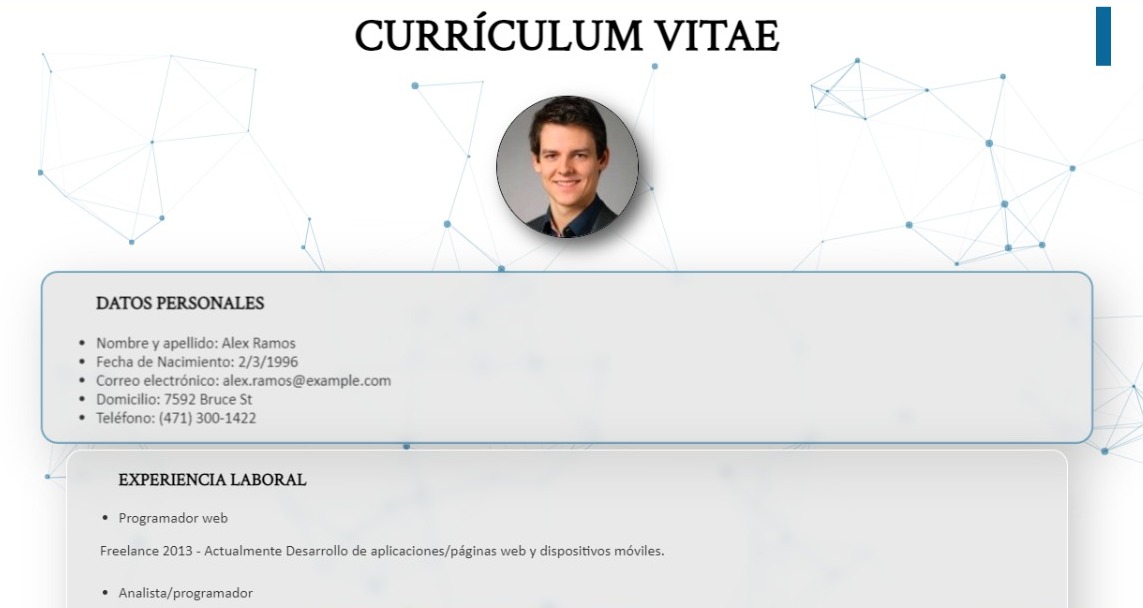 CURRÍCULUM VITAE
DATOS PERSONALES
• Nombre y apellido: Alex Ramos
• Fecha de Nacimiento: 2/3/1996
• Correo electrónico: alex.ramos@example.com
• Domicilio: 7592 Bruce St
• Teléfono: (471) 300-1422
EXPERIENCIA LABORAL
• Programador web
Freelance 2013 - Actualmente Desarrollo de aplicaciones/páginas web y dispositivos móviles.
• Analista/programador